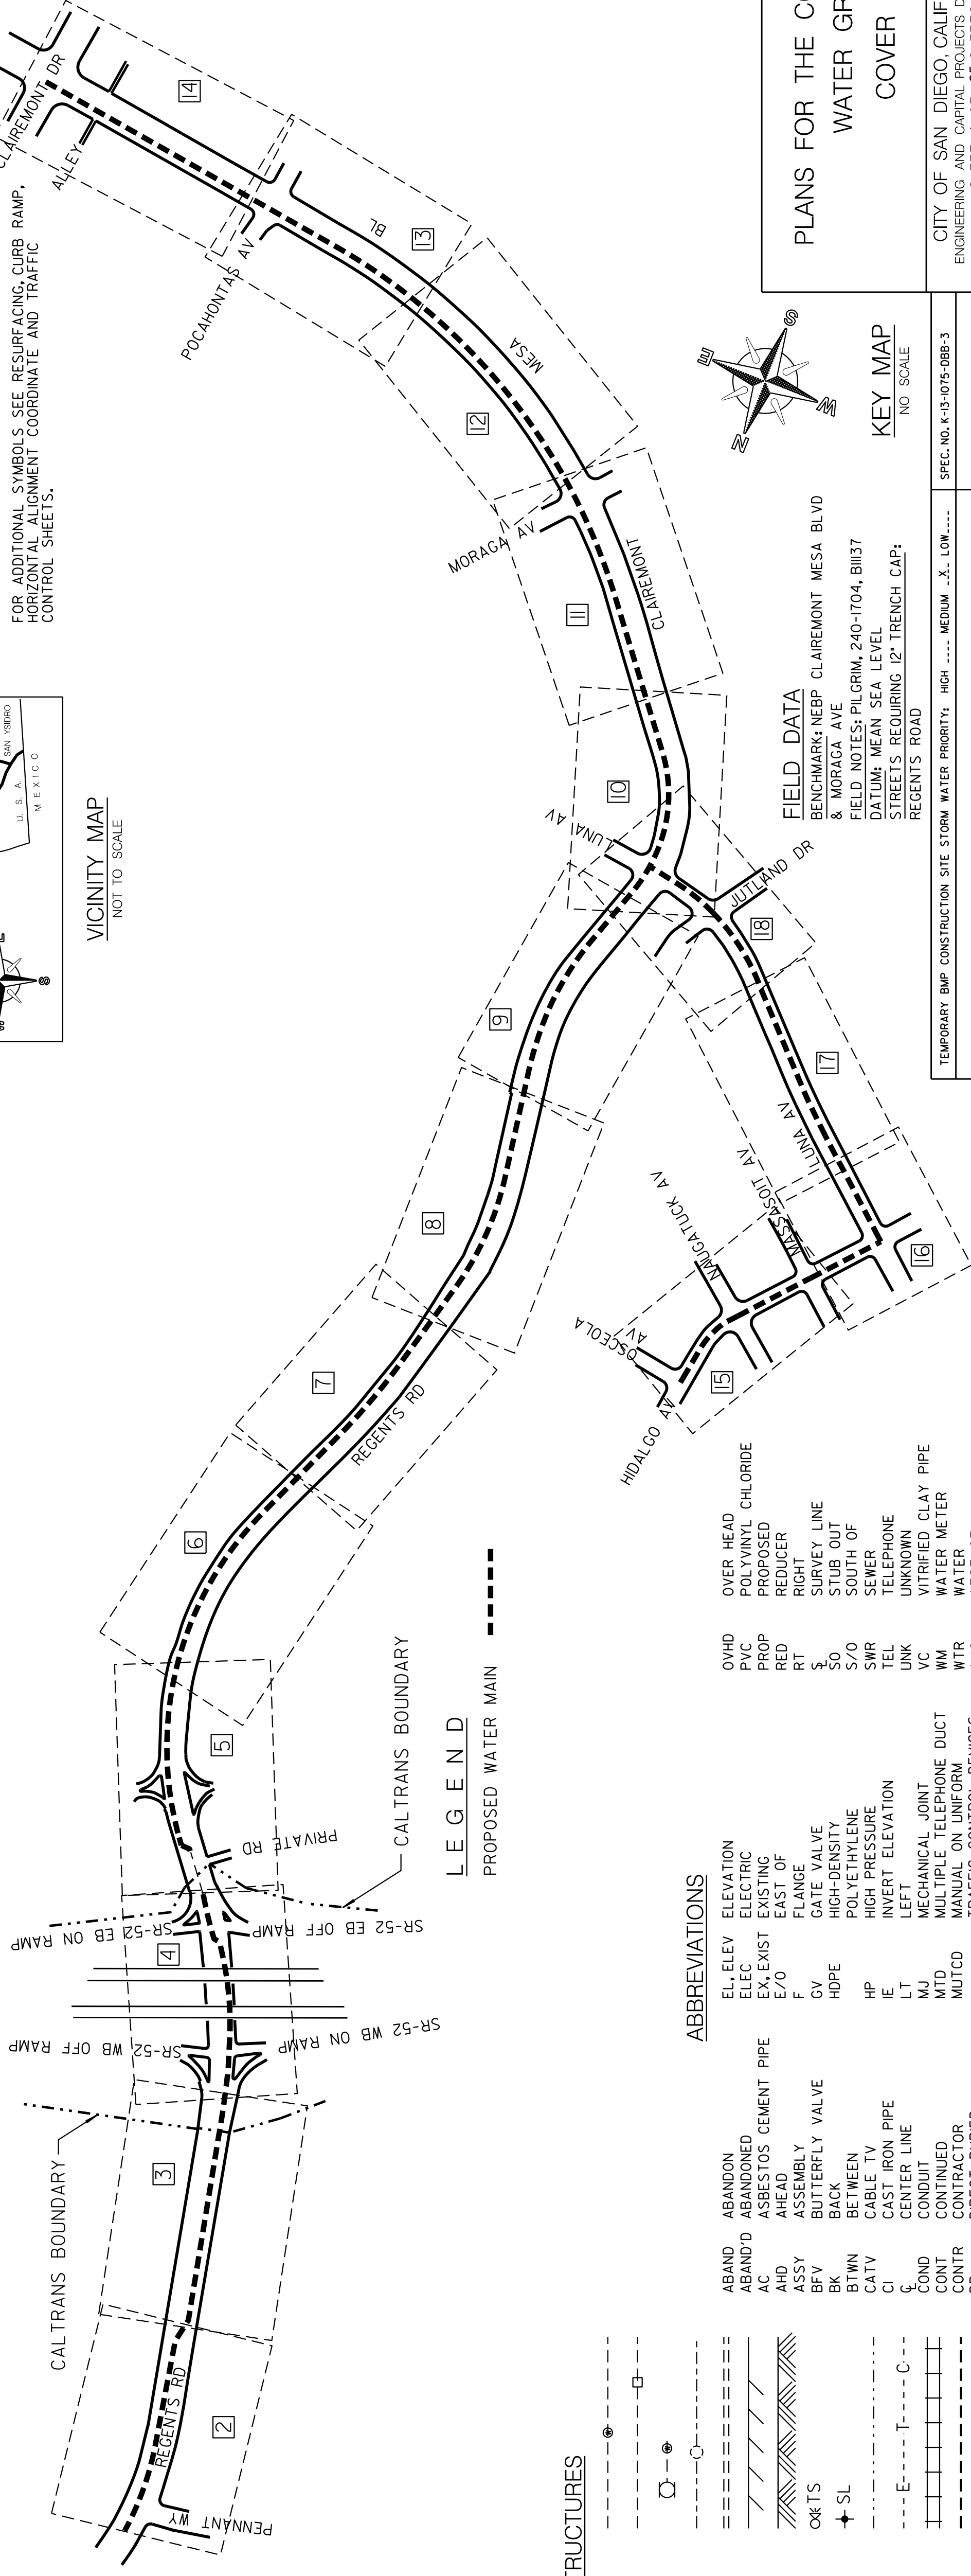 FOR ADDITIONAL SYMBOLS SEE RESURFACING, CURB RAMP,
HORIZONTAL ALIGNMENT COORDINATE AND TRAFFIC
CONTROL SHEETS.
SAN YSIDRO
U. S. A.
M E X I C O
S
VICINITY MAP
NOT TO SCALE
CLAIREMONT DR
ALLEY
14
POCAHONTAS AV
BL
13
MESA
12
MORAGA AV
11
CLAIREMONT
10
LUNA AV
JUTLAND DR
18
9
17
LUNA AV
MASSASOIT AV
NAUGATUCK AV
16
OSCEOLA
AV
15
HIDALGO AV
8
7
REGENTS RD
6
5
PRIVATE RD
CALTRANS BOUNDARY
SR-52 EB ON RAMP
SR-52 EB OFF RAMP
4
SR-52 WB OFF RAMP
SR-52 WB ON RAMP
CALTRANS BOUNDARY
3
REGENTS RD
2
PENNANT
WY
LEGEND
PROPOSED WATER MAIN
N
E
S
W
KEY MAP
NO SCALE
FIELD DATA
BENCHMARK: NEBP CLAIREMONT MESA BLVD
& MORAGA AVE
FIELD NOTES: PILGRIM, 240-1704, B11137
DATUM: MEAN SEA LEVEL
STREETS REQUIRING 12" TRENCH CAP:
REGENTS ROAD
TEMPORARY BMP CONSTRUCTION SITE STORM WATER PRIORITY: HIGH ---- MEDIUM --X- LOW----
SPEC. NO. K-13-1075-DBB-3
PLANS FOR THE
WATER
COVER
CITY OF SAN DIEGO,
ENGINEERING AND CAPITAL PROJECTS
ABBREVIATIONS
ABAND ABANDON
ABAND'D ABANDONED
AC ASBESTOS CEMENT PIPE
AHD AHEAD
ASSY ASSEMBLY
BFV BUTTERFLY VALVE
BK BACK
BTWN BETWEEN
CATV CABLE TV
CI CAST IRON PIPE
CL CENTER LINE
COND CONDUIT
CONT CONTINUED
CONTR CONTRACTOR
EL, ELEV ELEVATION
ELEC ELECTRIC
EX, EXIST EXISTING
E/O EAST OF
F FLANGE
GV GATE VALVE
HDPE HIGH-DENSITY
POLYETHYLENE
HP HIGH PRESSURE
IE INVERT ELEVATION
LT LEFT
MJ MECHANICAL JOINT
MTD MULTIPLE TELEPHONE DUCT
MUTCD MANUAL ON UNIFORM
TRAFFIC CONTROL DEVICES
OVHD OVER HEAD
PVC POLYVINYL CHLORIDE
PROP PROPOSED
RED REDUCER
RT RIGHT
SL SURVEY LINE
SO STUB OUT
S/O SOUTH OF
SWR SEWER
TEL TELEPHONE
UNK UNKNOWN
VC VITRIFIED CLAY PIPE
WM WATER METER
WTR WATER
TS
SL
E T C